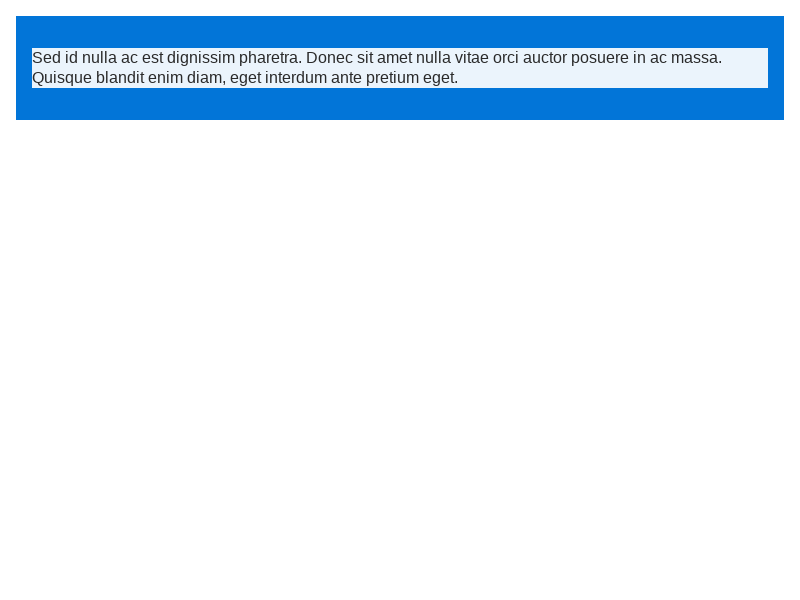 Sed id nulla ac est dignissim pharetra. Donec sit amet nulla vitae orci auctor posuere in ac massa.
Quisque blandit enim diam, eget interdum ante pretium eget.